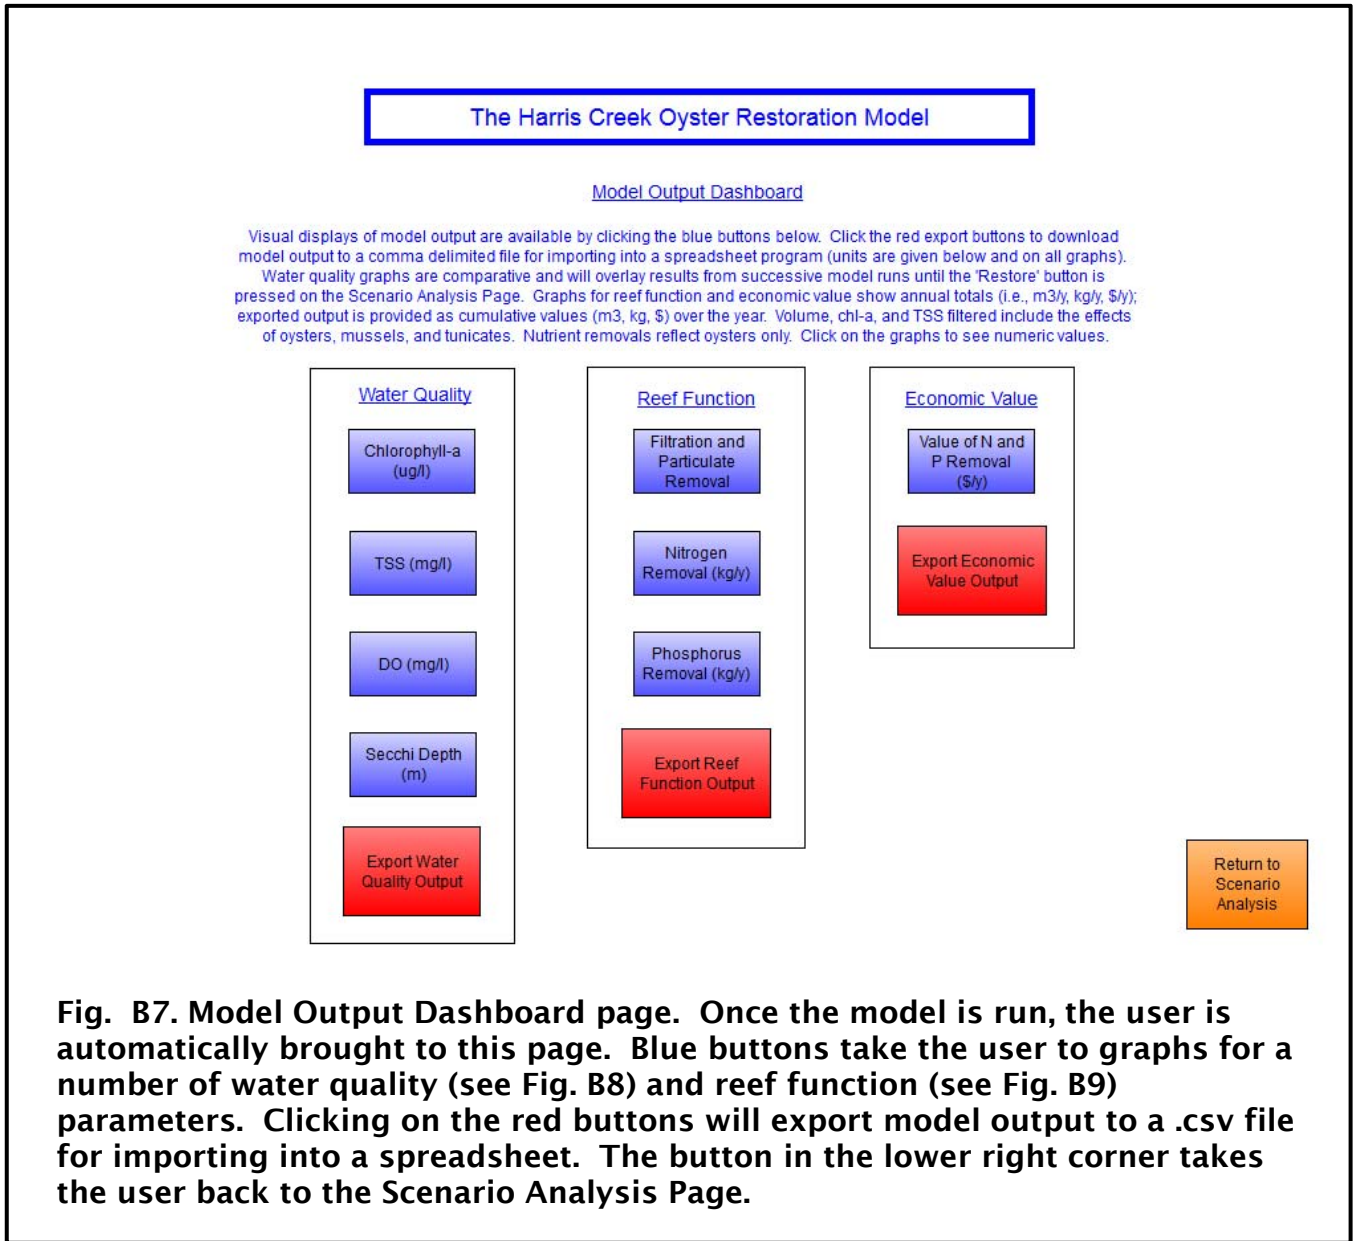 The Harris Creek Oyster Restoration Model
Model Output Dashboard
Visual displays of model output are available by clicking the blue buttons below.  Click the red export buttons to download
model output to a comma delimited file for importing into a spreadsheet program (units are given below and on all graphs).
Water quality graphs are comparative and will overlay results from successive model runs until the 'Restore' button is
pressed on the Scenario Analysis Page.  Graphs for reef function and economic value show annual totals (i.e., m3/y, kg/y, $/y);
exported output is provided as cumulative values (m3, kg, $) over the year.  Volume, chl-a, and TSS filtered include the effects
of oysters, mussels, and tunicates.  Nutrient removals reflect oysters only.  Click on the graphs to see numeric values.
Water Quality
Chlorophyll-a
(ug/l)
TSS (mg/l)
DO (mg/l)
Secchi Depth
(m)
Export Water
Quality Output
Reef Function
Filtration and
Particulate
Removal
Nitrogen
Removal (kg/y)
Phosphorus
Removal (kg/y)
Export Reef
Function Output
Economic Value
Value of N and
P Removal
($/y)
Export Economic
Value Output
Return to
Scenario
Analysis
Fig.  B7. Model Output Dashboard page.  Once the model is run, the user is
automatically brought to this page.  Blue buttons take the user to graphs for a
number of water quality (see Fig. B8) and reef function (see Fig. B9)
parameters.  Clicking on the red buttons will export model output to a .csv file
for importing into a spreadsheet.  The button in the lower right corner takes
the user back to the Scenario Analysis Page.